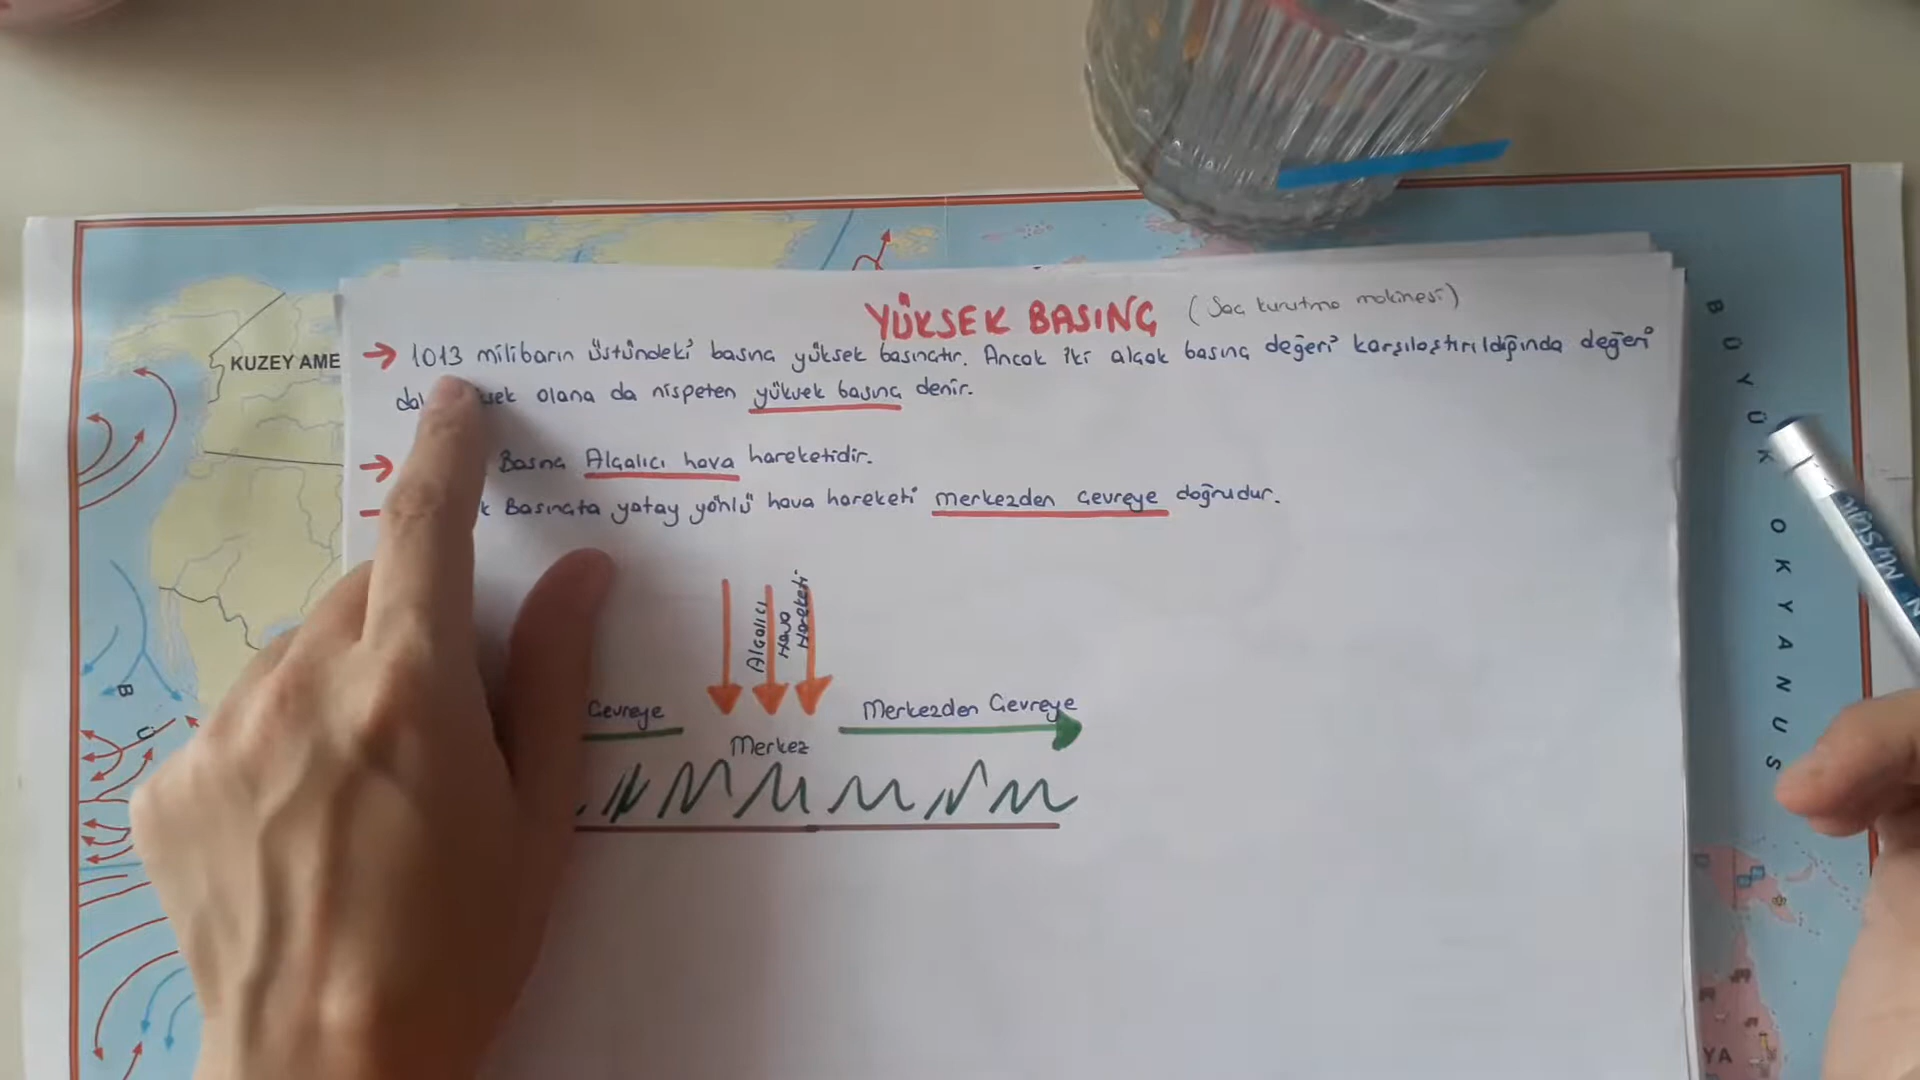 YÜKSEK BASINÇ (Saç kurutma makinesi)
→ 1013 milibarın üstündeki basınç yüksek basınçtır. Ancak iki alçak basınç değeri karşılaştırıldığında değeri
olana da nispeten yüksek basınç denir.
→ Basınç Alçalıcı hava hareketidir.
Basınçta yatay yönlü hava hareketi merkezden çevreye doğrudur.
Alçalıcı
Hava
Hareketi
Çevreye
Merkezden Çevreye
Merkez
KUZEY AME
B Ü
BÜYÜK OKYANUS
YA